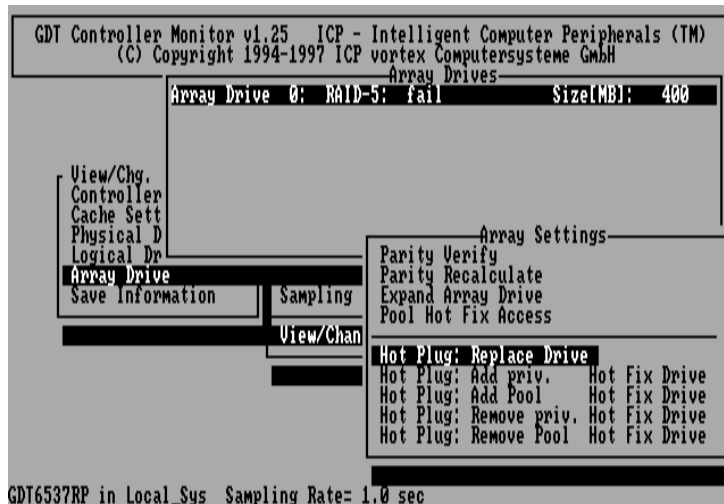 GDT Controller Monitor v1.25 ICP - Intelligent Computer Peripherals (TM)
(C) Copyright 1994-1997 ICP vortex Computersysteme GmbH
Array Drives
Array Drive 0: RAID-5: fail Size[MB]: 400
View/Chg.
Controller
Cache Sett
Physical D
Logical Dr
Array Drive
Save Information
Sampling
View/Chan
Array Settings
Parity Verify
Parity Recalculate
Expand Array Drive
Pool Hot Fix Access
Hot Plug: Replace Drive
Hot Plug: Add priv. Hot Fix Drive
Hot Plug: Add Pool Hot Fix Drive
Hot Plug: Remove priv. Hot Fix Drive
Hot Plug: Remove Pool Hot Fix Drive
GDT6537RP in Local_Sys Sampling Rate= 1.0 sec